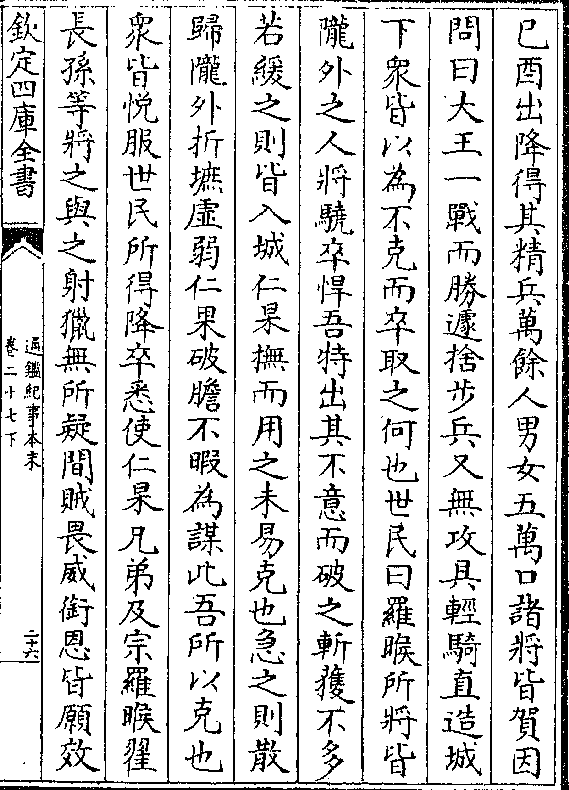 已酉出降得其精兵萬餘人男女五萬口諸將皆賀因
問曰大王一戰而勝遽捨步兵又無攻具輕騎直造城
下衆皆以為不克而卒取之何也世民曰羅睺所將皆
隴外之人將驍卒悍吾特出其不意而破之斬獲不多
若緩之則皆入城仁杲撫而用之未易克也急之則散
歸隴外折墌虛弱仁果破膽不暇為謀此吾所以克也
衆皆悦服世民所得降卒悉使仁杲兄弟及宗羅睺翟
長孫等將之與之射獵無所疑間賊畏威銜恩皆願效
欽定四庫全書
通鑑紀事本末
卷二十七下
二十六